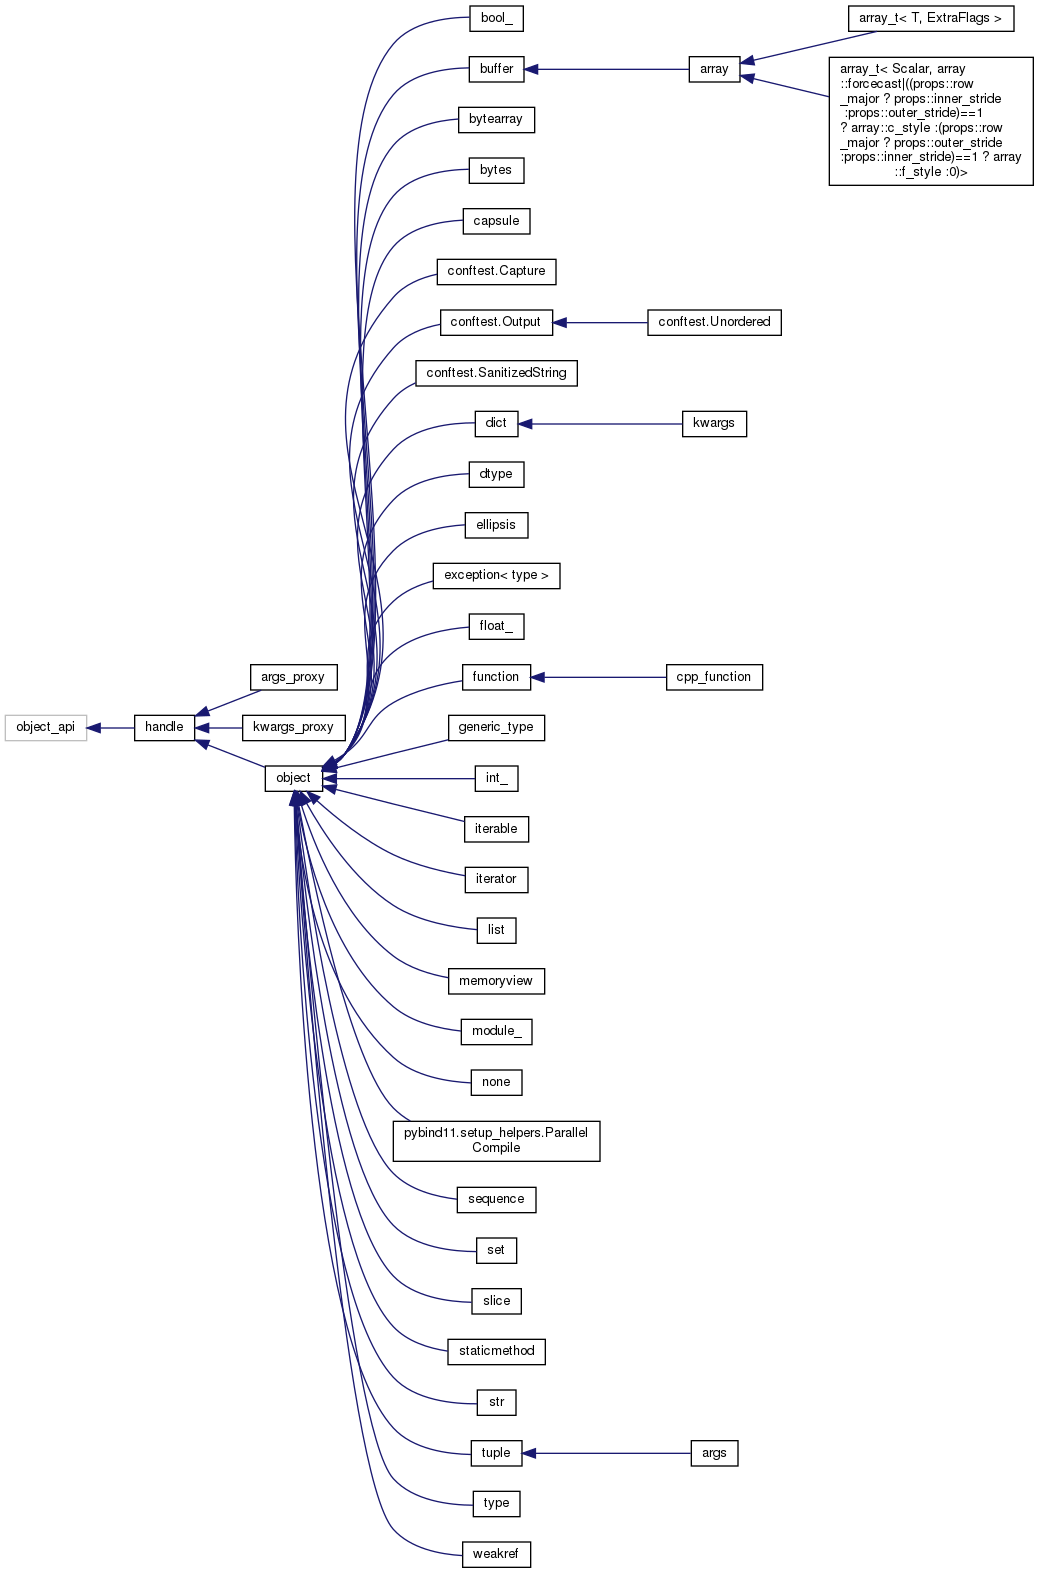 bool_
array_t< T, ExtraFlags >
buffer
array
array_t< Scalar, array
::forcecast|((props::row
_major ? props::inner_stride
:props::outer_stride)==1
? array::c_style :(props::row
_major ? props::outer_stride
:props::inner_stride)==1 ? array
::f_style :0)>
bytearray
bytes
capsule
conftest.Capture
conftest.Output
conftest.Unordered
conftest.SanitizedString
dict
kwargs
dtype
ellipsis
exception< type >
float_
args_proxy
function
cpp_function
object_api
handle
kwargs_proxy
generic_type
object
int_
iterable
iterator
list
memoryview
module_
none
pybind11.setup_helpers.Parallel
Compile
sequence
set
slice
staticmethod
str
tuple
args
type
weakref